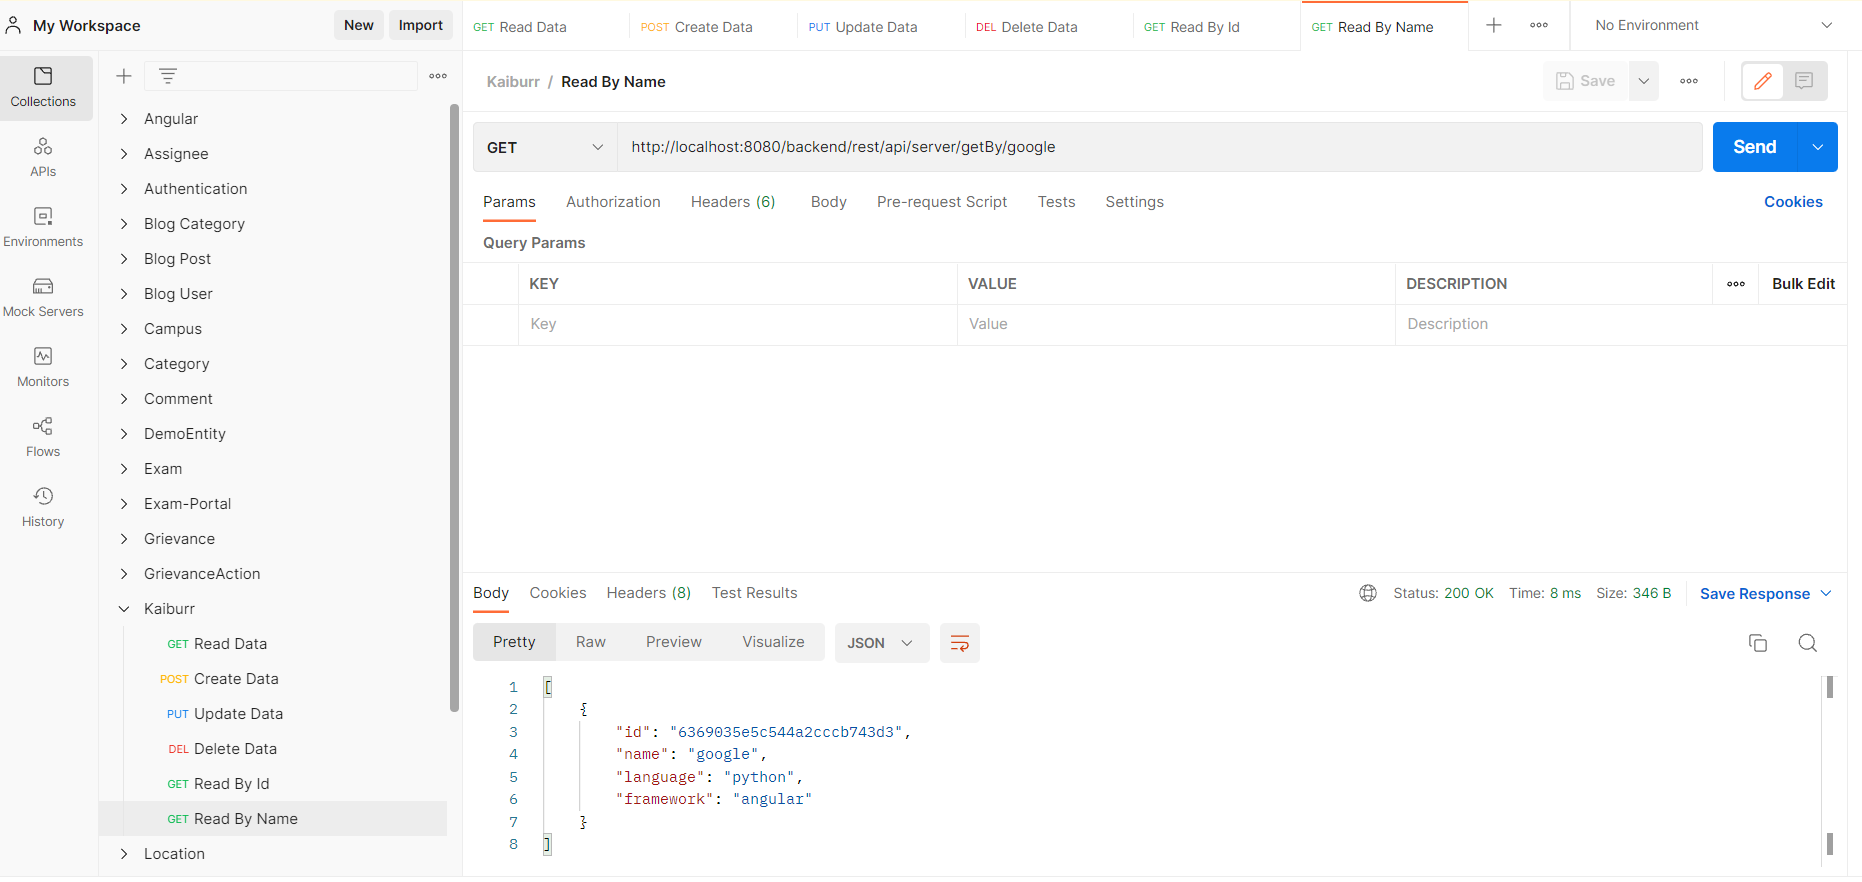 My Workspace
New
Import
GET Read Data
POST Create Data
PUT Update Data
DEL Delete Data
GET Read By Id
GET Read By Name
No Environment
Collections
APIs
Environments
Mock Servers
Monitors
Flows
History
Angular
Assignee
Authentication
Blog Category
Blog Post
Blog User
Campus
Category
Comment
DemoEntity
Exam
Exam-Portal
Grievance
GrievanceAction
Kaiburr
GET Read Data
POST Create Data
PUT Update Data
DEL Delete Data
GET Read By Id
GET Read By Name
Location
Kaiburr / Read By Name
Save
GET
http://localhost:8080/backend/rest/api/server/getBy/google
Send
Params Authorization Headers (6) Body Pre-request Script Tests Settings
Cookies
Query Params
KEY VALUE DESCRIPTION Bulk Edit
Key Value Description
Body Cookies Headers (8) Test Results
Status: 200 OK Time: 8 ms Size: 346 B
Save Response
Pretty Raw Preview Visualize JSON
1 [
2 {
3 "id": "6369035e5c544a2cccb743d3",
4 "name": "google",
5 "language": "python",
6 "framework": "angular"
7 }
8 ]